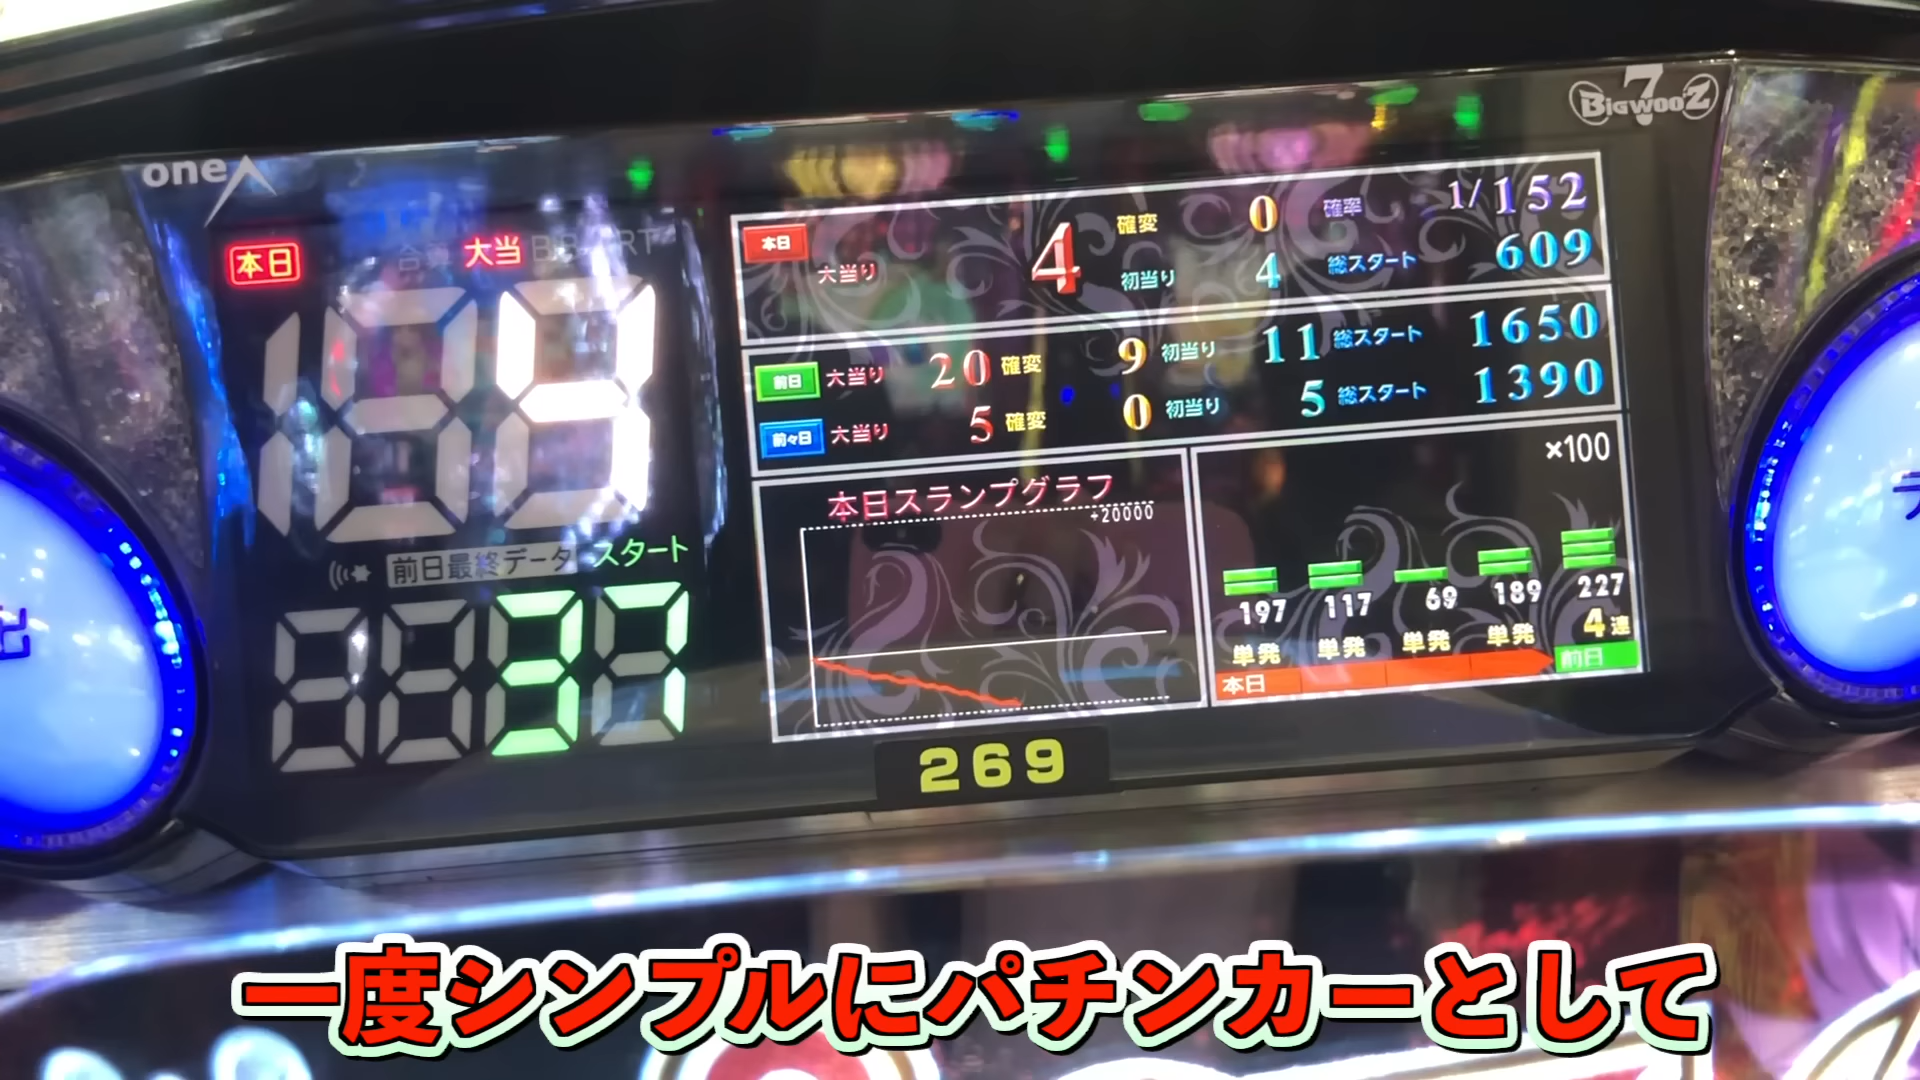 one
BIGWOO7Z
本日 大当
4
前日最終データ スタート
37
本日 大当り 4 確変 0 初当り 4 確率 1/152 総スタート 609
前日 大当り 20 確変 9 初当り 11 総スタート 1650
前々日 大当り 5 確変 0 初当り 5 総スタート 1390
本日スランプグラフ
+20000
×100
197 117 69 189 227
単発 単発 単発 単発 4連
本日 前日
269
一度シンプルにパチンカーとして